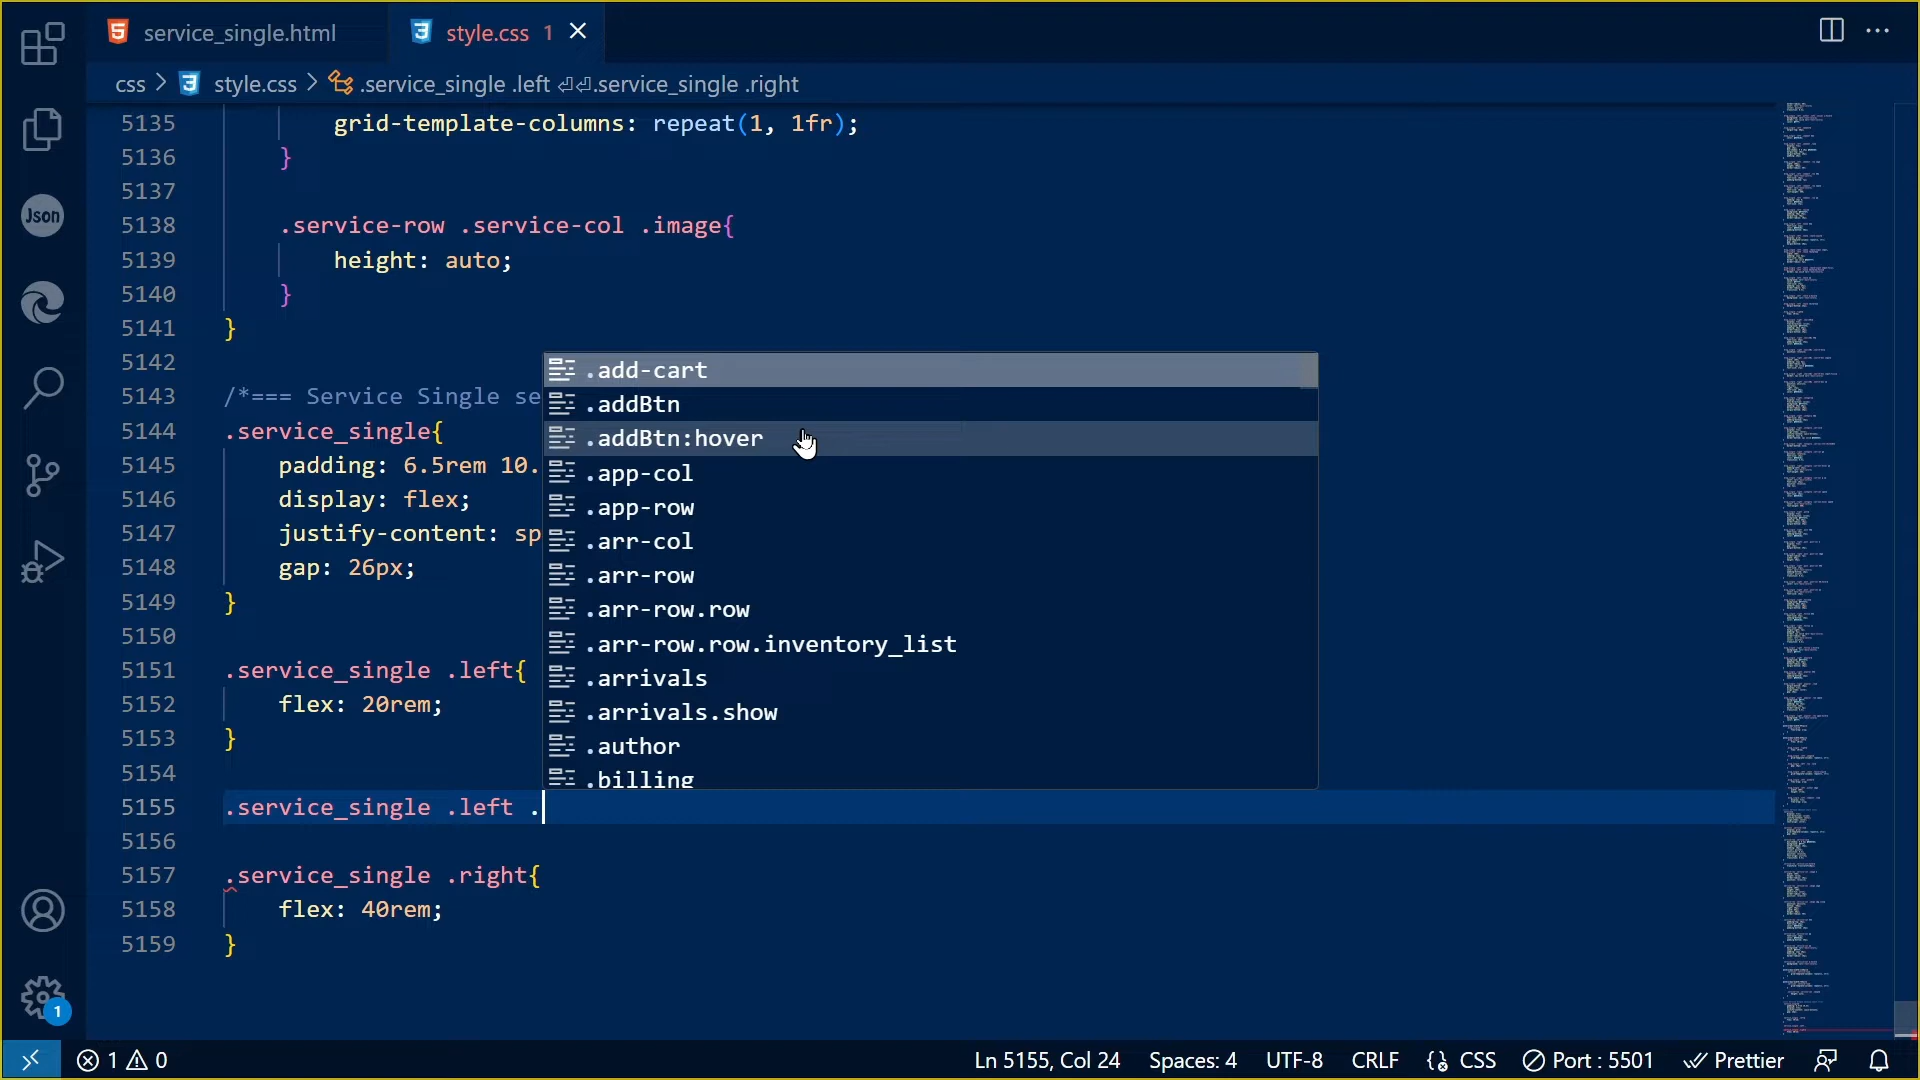 service_single.html
style.css 1
css > style.css > .service_single .left ⏎⏎.service_single .right
Json
5135 grid-template-columns: repeat(1, 1fr);
5136 }
5137
5138 .service-row .service-col .image{
5139 height: auto;
5140 }
5141 }
5142
5143 /*=== Service Single se
5144 .service_single{
5145 padding: 6.5rem 10.
5146 display: flex;
5147 justify-content: sp
5148 gap: 26px;
5149 }
5150
5151 .service_single .left{
5152 flex: 20rem;
5153 }
5154
5155 .service_single .left .
5156
5157 .service_single .right{
5158 flex: 40rem;
5159 }
.add-cart
.addBtn
.addBtn:hover
.app-col
.app-row
.arr-col
.arr-row
.arr-row.row
.arr-row.row.inventory_list
.arrivals
.arrivals.show
.author
.billing
1
1 0 Ln 5155, Col 24 Spaces: 4 UTF-8 CRLF {} CSS Port : 5501 Prettier